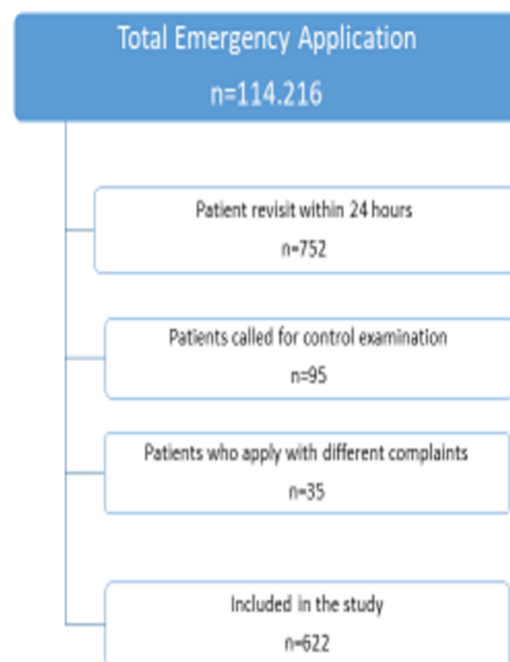 Total Emergency Application
n=114.216
Patient revisit within 24 hours
n=752
Patients called for control examination
n=95
Patients who apply with different complaints
n=35
Included in the study
n=622